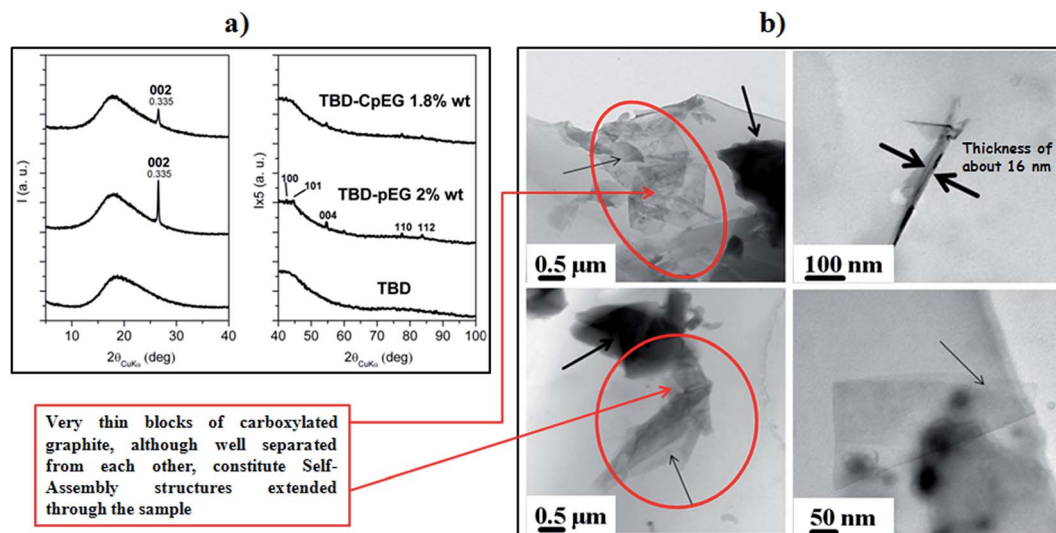 a)
b)
002
0.335
TBD-CpEG 1.8% wt
002
0.335
100
101
004
TBD-pEG 2% wt
110
112
TBD
I (a. u.)
Ix5 (a. u.)
10 20 30 40
40 50 60 70 80 90 100
2θCuKα (deg)
2θCuKα (deg)
Very thin blocks of carboxylated
graphite, although well separated
from each other, constitute Self-
Assembly structures extended
through the sample
0.5 µm
Thickness of
about 16 nm
100 nm
0.5 µm
50 nm